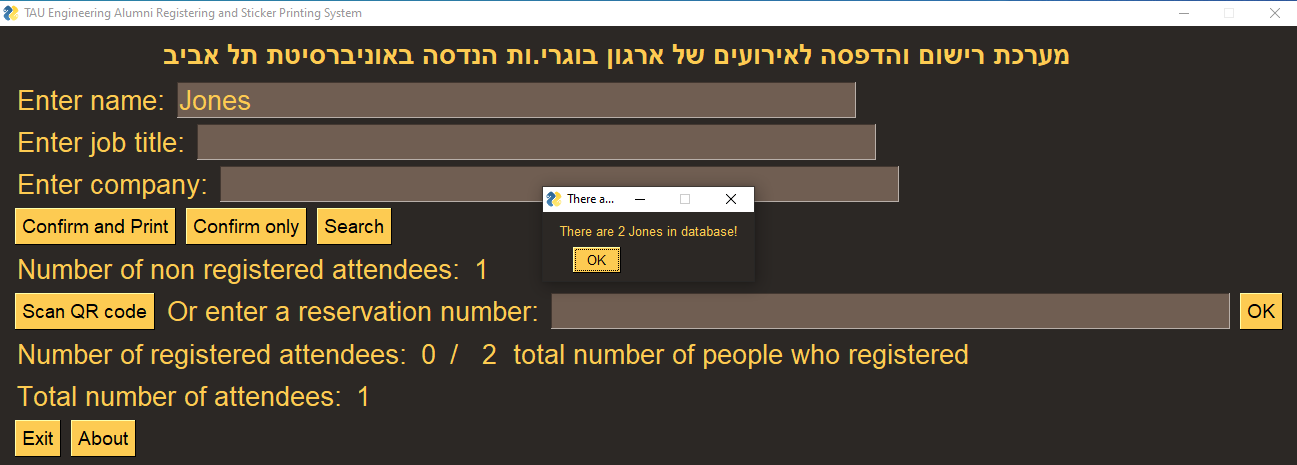 TAU Engineering Alumni Registering and Sticker Printing System
מערכת רישום והדפסה לאירועים של ארגון בוגרי.ות הנדסה באוניברסיטת תל אביב
Enter name: Jones
Enter job title:
Enter company:
There a...
There are 2 Jones in database!
OK
Confirm and Print Confirm only Search
Number of non registered attendees: 1
Scan QR code Or enter a reservation number: OK
Number of registered attendees: 0 / 2 total number of people who registered
Total number of attendees: 1
Exit About